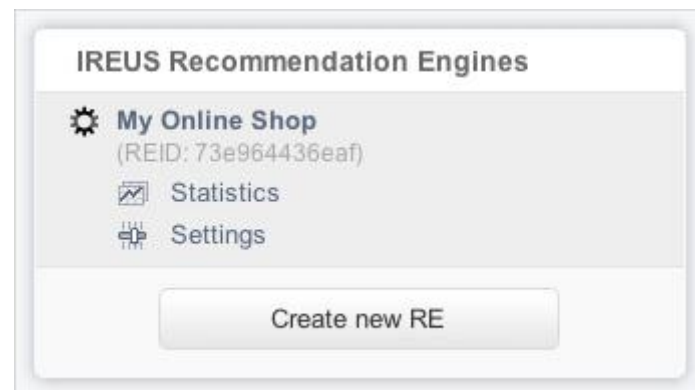 IREUS Recommendation Engines
My Online Shop
(REID: 73e964436eaf)
Statistics
Settings
Create new RE